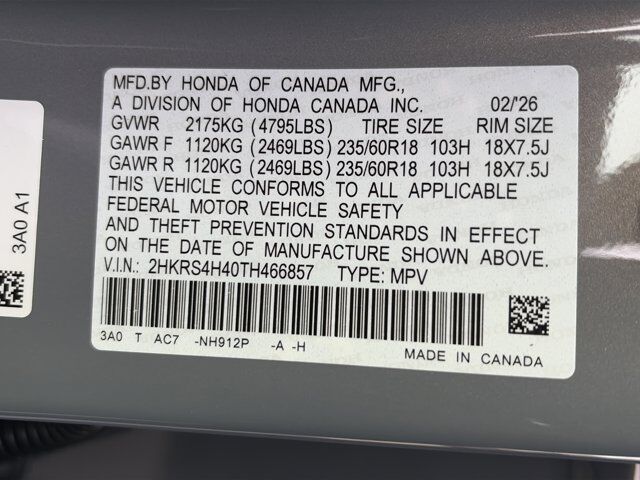 MFD.BY HONDA OF CANADA MFG.,
A DIVISION OF HONDA CANADA INC. 02/'26
GVWR 2175KG (4795LBS) TIRE SIZE RIM SIZE
GAWR F 1120KG (2469LBS) 235/60R18 103H 18X7.5J
GAWR R 1120KG (2469LBS) 235/60R18 103H 18X7.5J
THIS VEHICLE CONFORMS TO ALL APPLICABLE
FEDERAL MOTOR VEHICLE SAFETY
AND THEFT PREVENTION STANDARDS IN EFFECT
ON THE DATE OF MANUFACTURE SHOWN ABOVE.
V.I.N.: 2HKRS4H40TH466857 TYPE: MPV
3A0 T AC7 -NH912P -A -H MADE IN CANADA
3A0 A1